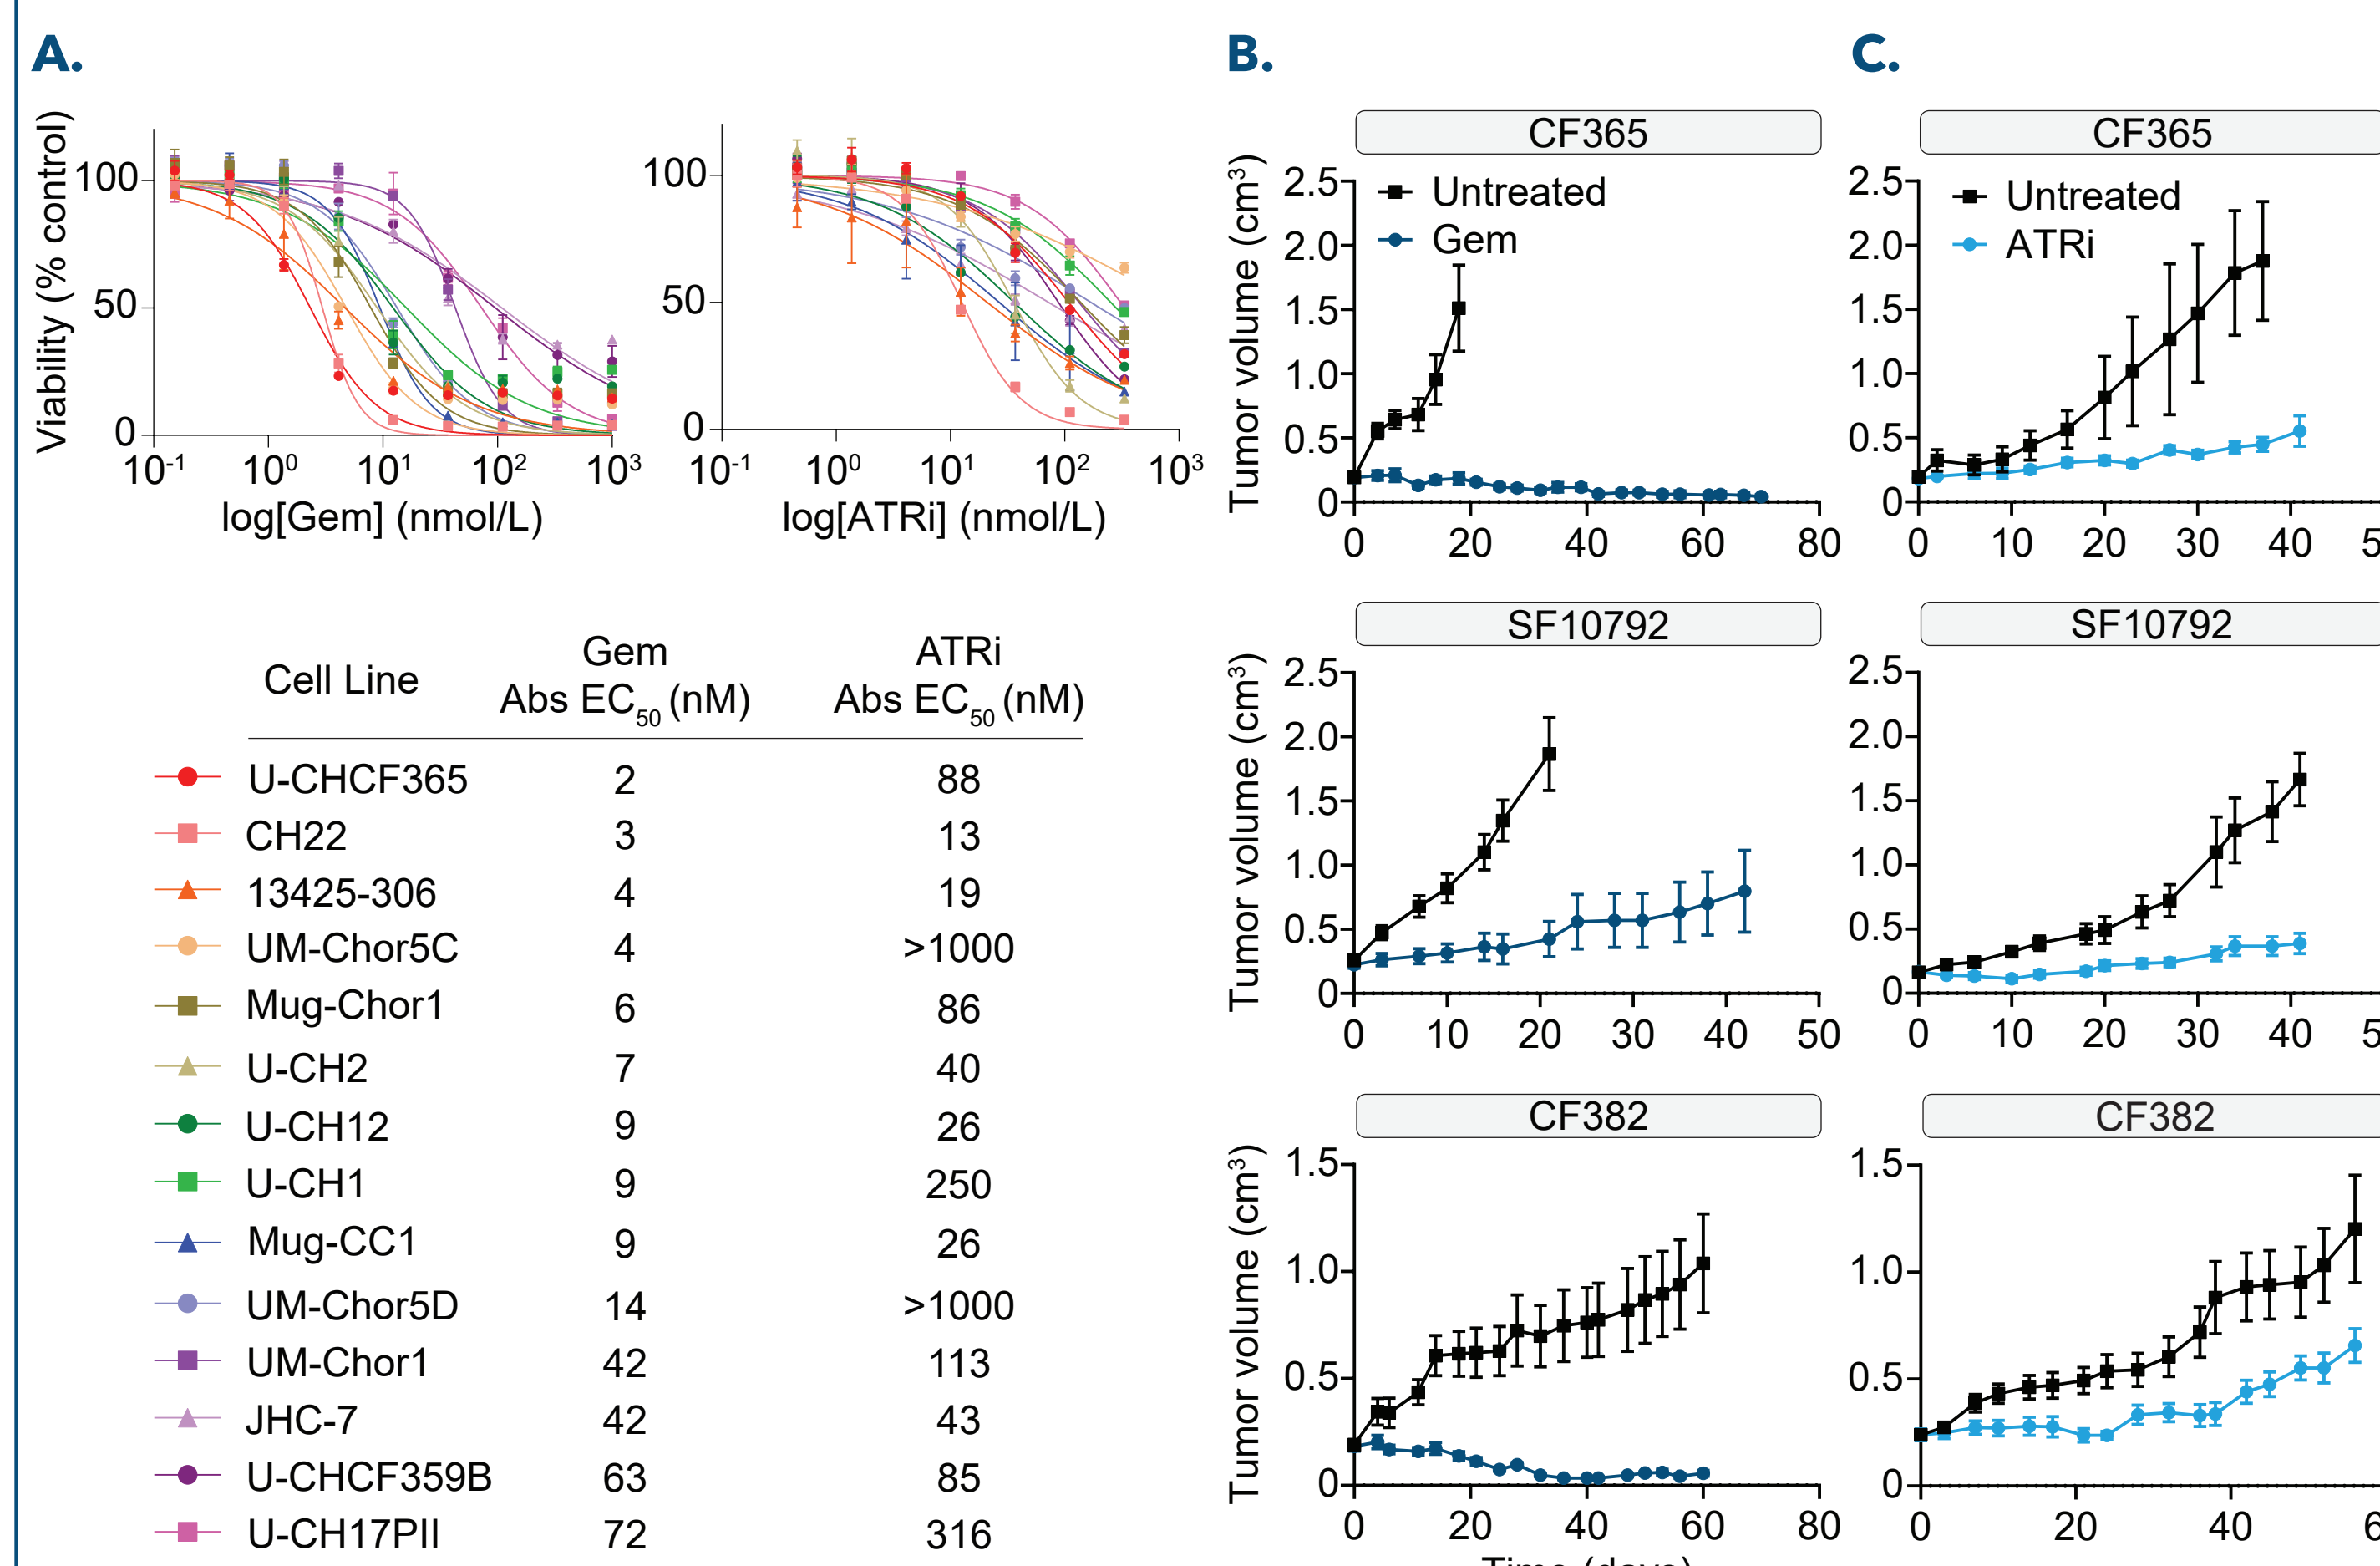 A.
Viability (% control)
100
50
0
10-1 100 101 102 103
log[Gem] (nmol/L)
100
50
0
10-1 100 101 102 103
log[ATRi] (nmol/L)
Cell Line Gem Abs EC50 (nM) ATRi Abs EC50 (nM)
U-CHCF365 2 88
CH22 3 13
13425-306 4 19
UM-Chor5C 4 >1000
Mug-Chor1 6 86
U-CH2 7 40
U-CH12 9 26
U-CH1 9 250
Mug-CC1 9 26
UM-Chor5D 14 >1000
UM-Chor1 42 113
JHC-7 42 43
U-CHCF359B 63 85
U-CH17PII 72 316
B.
CF365
Tumor volume (cm3)
2.5
2.0
1.5
1.0
0.5
0
Untreated
Gem
0 20 40 60 80
SF10792
Tumor volume (cm3)
2.5
2.0
1.5
1.0
0.5
0
0 10 20 30 40 50
CF382
Tumor volume (cm3)
1.5
1.0
0.5
0
0 20 40 60 80
Time (days)
C.
CF365
2.5
2.0
1.5
1.0
0.5
0
Untreated
ATRi
0 10 20 30 40
SF10792
2.5
2.0
1.5
1.0
0.5
0
0 10 20 30 40
CF382
1.5
1.0
0.5
0
0 20 40